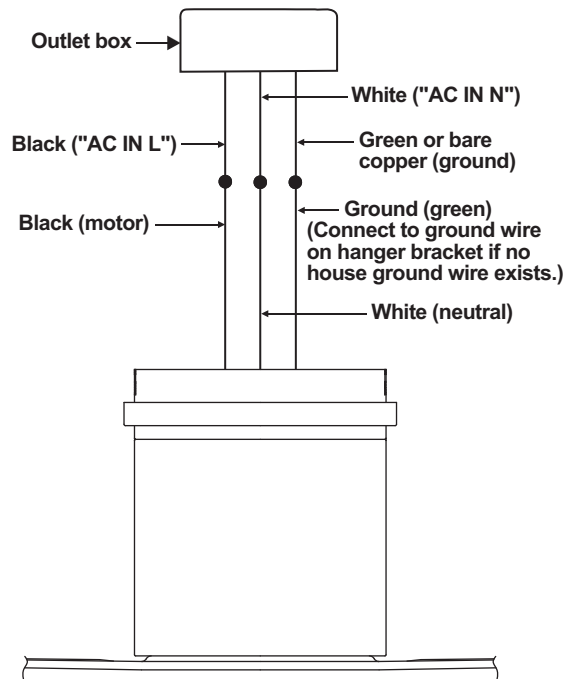 Outlet box
White ("AC IN N")
Black ("AC IN L")
Green or bare
copper (ground)
Black (motor)
Ground (green)
(Connect to ground wire
on hanger bracket if no
house ground wire exists.)
White (neutral)